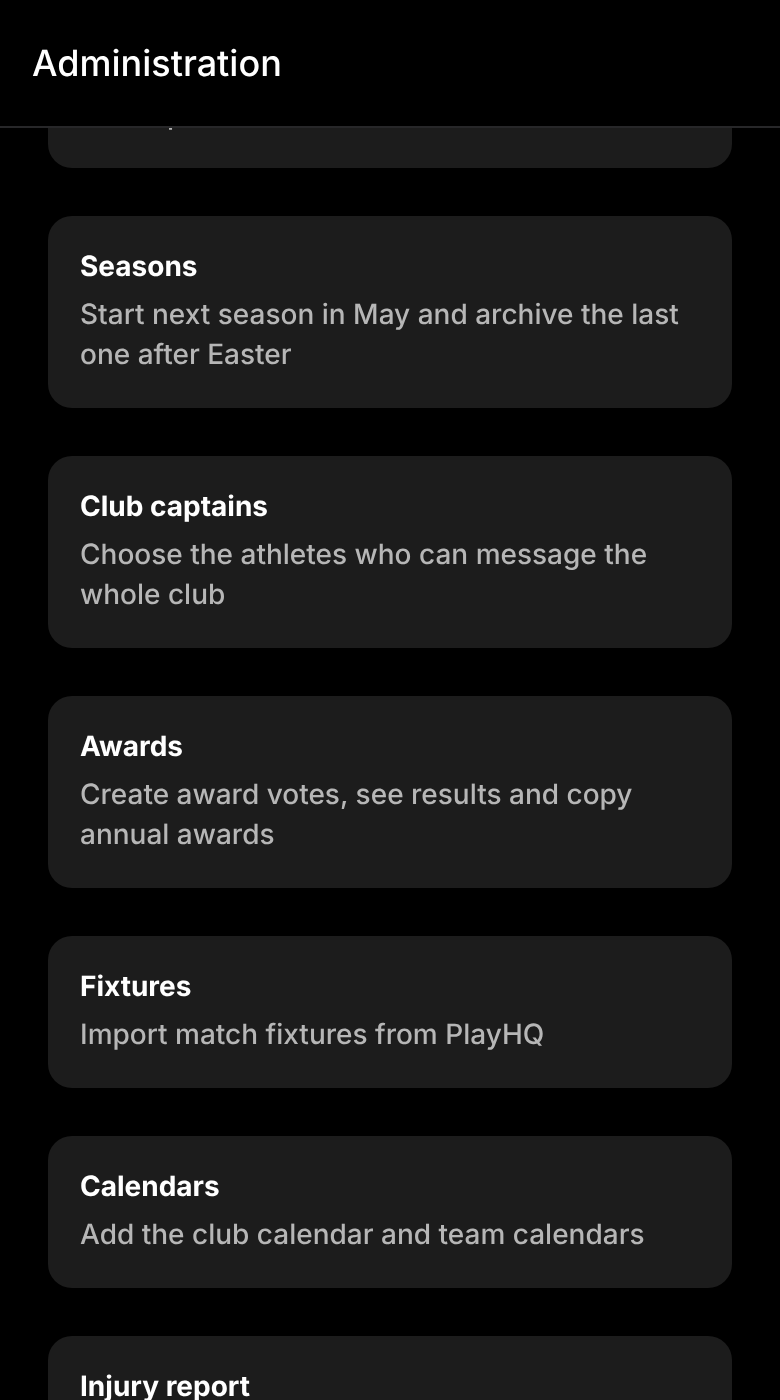 Administration
Seasons
Start next season in May and archive the last
one after Easter
Club captains
Choose the athletes who can message the
whole club
Awards
Create award votes, see results and copy
annual awards
Fixtures
Import match fixtures from PlayHQ
Calendars
Add the club calendar and team calendars
Injury report